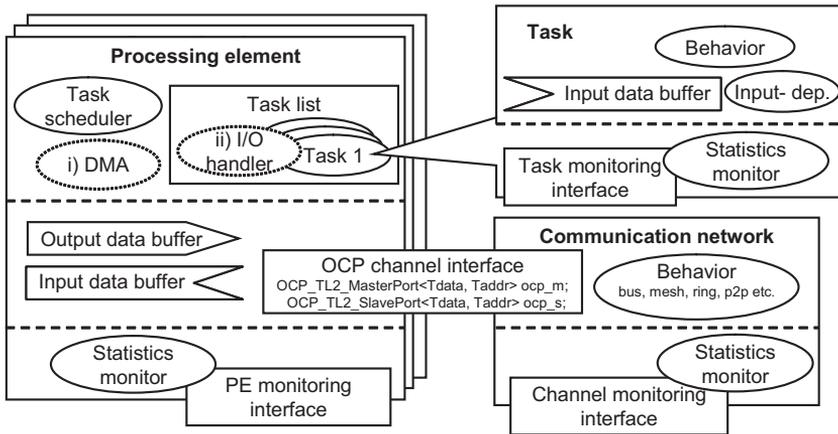 Processing element
Task
scheduler
i) DMA
Task list
ii) I/O
handler
Task 1
Output data buffer
Input data buffer
Statistics
monitor
PE monitoring
interface
OCP channel interface
OCP_TL2_MasterPort<Tdata, Taddr> ocp_m;
OCP_TL2_SlavePort<Tdata, Taddr> ocp_s;
Task
Behavior
Input data buffer
Input- dep.
Task monitoring
interface
Statistics
monitor
Communication network
Behavior
bus, mesh, ring, p2p etc.
Statistics
monitor
Channel monitoring
interface